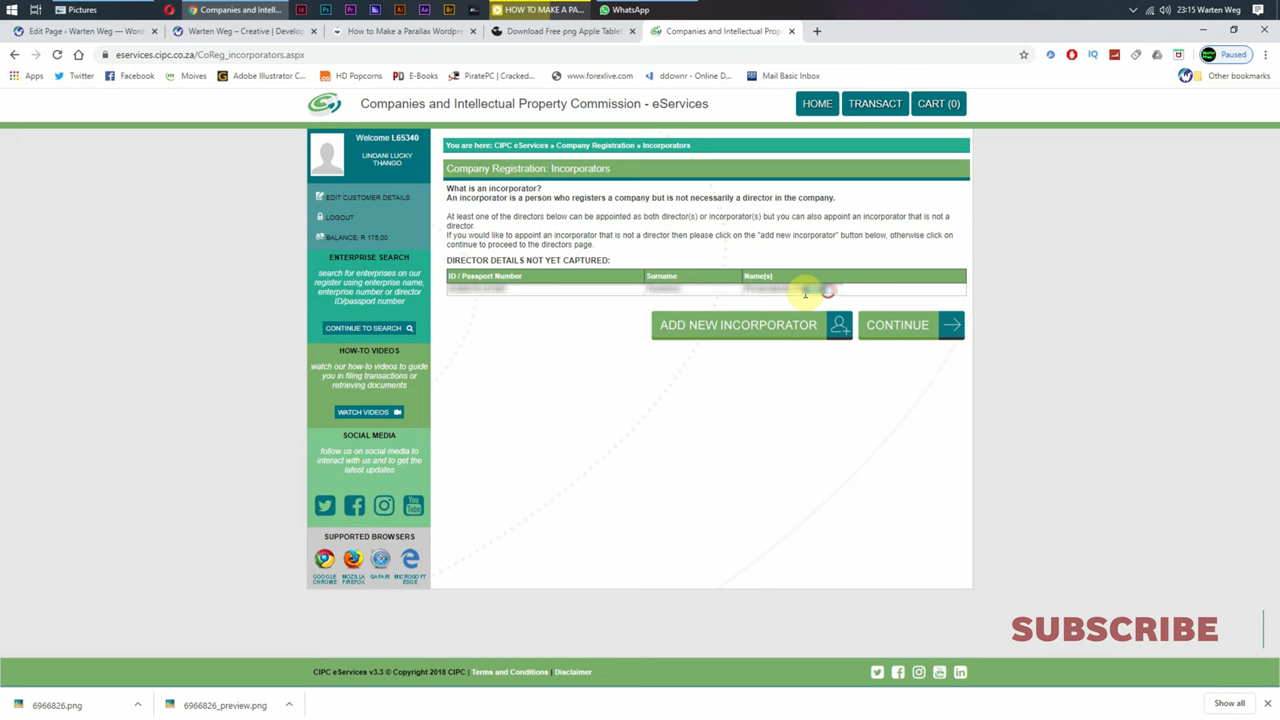 Pictures
Companies and Intell...
HOW TO MAKE A PA...
WhatsApp
23:15 Warten Weg
Edit Page ‹ Warten Weg — Word
Warten Weg – Creative | Develop
How to Make a Parallax Wordpre
Download Free png Apple Tablet
Companies and Intellectual Prop
eservices.cipc.co.za/CoReg_incorporators.aspx
Paused
Apps
Twitter
Facebook
Moives
Adobe Illustrator C...
HD Popcorns
E-Books
PiratePC | Cracked...
www.forexlive.com
ddownr - Online D...
Mail Basic Inbox
Other bookmarks
Companies and Intellectual Property Commission - eServices
HOME
TRANSACT
CART (0)
Welcome L65340
LINDANI LUCKY
THANGO
EDIT CUSTOMER DETAILS
LOGOUT
BALANCE: R 175,00
ENTERPRISE SEARCH
search for enterprises on our
register using enterprise name,
enterprise number or director
ID/passport number
CONTINUE TO SEARCH
HOW-TO VIDEOS
watch our how-to videos to guide
you in filing transactions or
retrieving documents
WATCH VIDEOS
SOCIAL MEDIA
follow us on social media to
interact with us and to get the
latest updates
You Tube
SUPPORTED BROWSERS
GOOGLE CHROME
MOZILLA FIREFOX
SAFARI
MICROSOFT EDGE
You are here: CIPC eServices » Company Registration » Incorporators
Company Registration: Incorporators
What is an incorporator?
An incorporator is a person who registers a company but is not necessarily a director in the company.
At least one of the directors below can be appointed as both director(s) or incorporator(s) but you can also appoint an incorporator that is not a
director.
If you would like to appoint an incorporator that is not a director then please click on the "add new incorporator" button below, otherwise click on
continue to proceed to the directors page.
DIRECTOR DETAILS NOT YET CAPTURED:
ID / Passport Number
Surname
Name(s)
ADD NEW INCORPORATOR
CONTINUE
SUBSCRIBE
CIPC eServices v3.3 © Copyright 2018 CIPC | Terms and Conditions | Disclaimer
6966826.png
6966826_preview.png
Show all